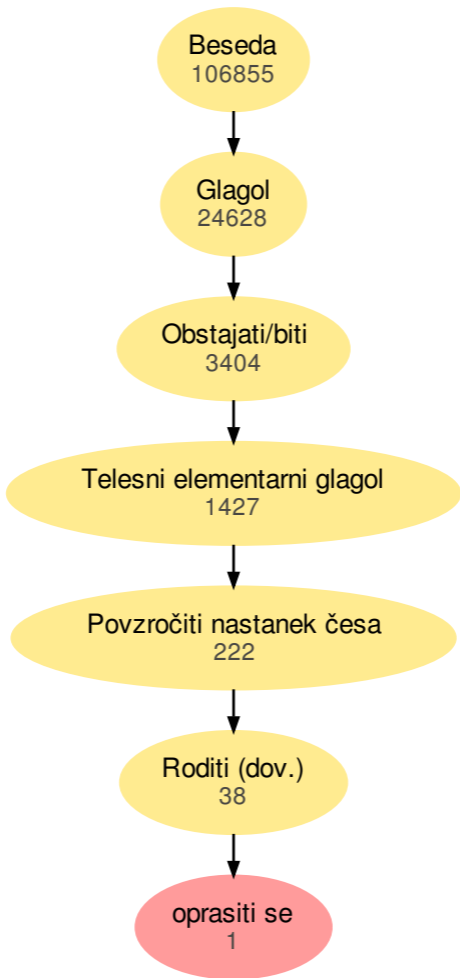 Beseda
106855
Glagol
24628
Obstajati/biti
3404
Telesni elementarni glagol
1427
Povzročiti nastanek česa
222
Roditi (dov.)
38
oprasiti se
1